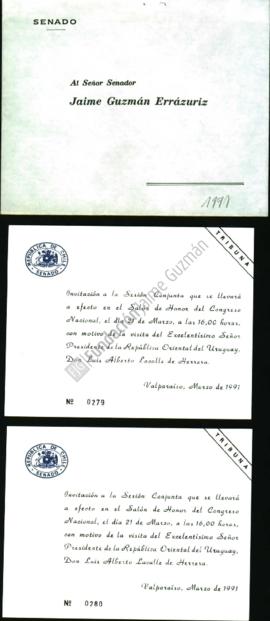 SENADO
Al Señor Senador
Jaime Guzmán Errázuriz
1991
REPUBLICA DE CHILE
SENADO
TRIBUNA
Invitación a la Sesión Conjunta que se llevará
a efecto en el Salón de Honor del Congreso
Nacional, el día 21 de Marzo, a las 16,00 horas,
con motivo de la visita del Excelentísimo Señor
Presidente de la República Oriental del Uruguay,
Don Luis Alberto Lacalle de Herrera.
Valparaíso, Marzo de 1991
Nº 0279
Fundación Jaime Guzmán
REPUBLICA DE CHILE
SENADO
TRIBUNA
Invitación a la Sesión Conjunta que se llevará
a efecto en el Salón de Honor del Congreso
Nacional, el día 21 de Marzo, a las 16,00 horas,
con motivo de la visita del Excelentísimo Señor
Presidente de la República Oriental del Uruguay,
Don Luis Alberto Lacalle de Herrera.
Valparaíso, Marzo de 1991
Nº 0280